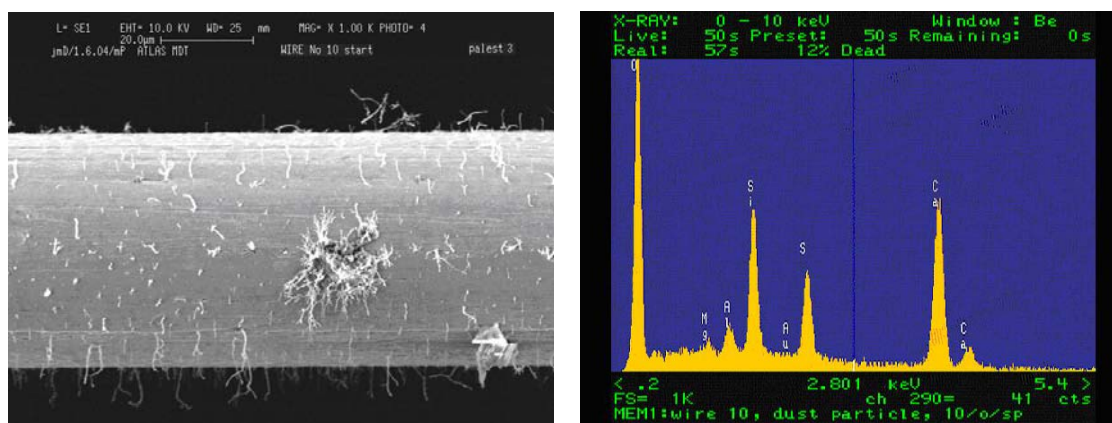 L= SE1 EHT= 10.0 KV WD= 25 mm MAG= X 1.00 K PHOTO= 4
20.0µm
jmD/1.6.04/mP ATLAS MDT WIRE No 10 start palest 3
X-RAY: 0 - 10 keV Window : Be
Live: 50s Preset: 50s Remaining: 0s
Real: 57s 12% Dead
O
Si
Ca
S
Al
Mg
Au
Ca
< .2 2.801 keV 5.4 >
FS= 1K ch 290= 41 cts
MEM1:wire 10, dust particle, 10/o/sp